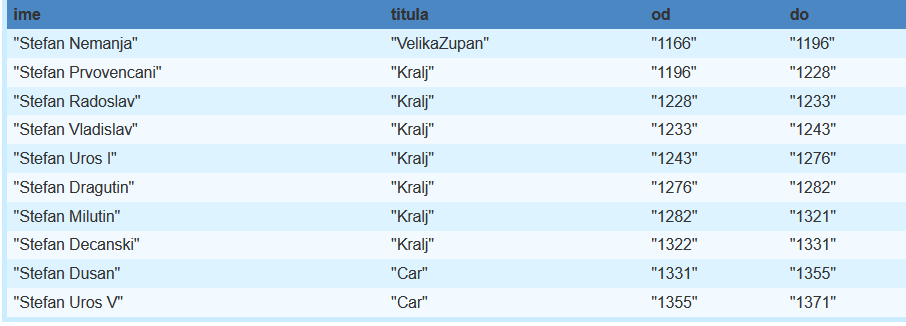 ime titula od do
"Stefan Nemanja" "VelikaZupan" "1166" "1196"
"Stefan Prvovencani" "Kralj" "1196" "1228"
"Stefan Radoslav" "Kralj" "1228" "1233"
"Stefan Vladislav" "Kralj" "1233" "1243"
"Stefan Uros I" "Kralj" "1243" "1276"
"Stefan Dragutin" "Kralj" "1276" "1282"
"Stefan Milutin" "Kralj" "1282" "1321"
"Stefan Decanski" "Kralj" "1322" "1331"
"Stefan Dusan" "Car" "1331" "1355"
"Stefan Uros V" "Car" "1355" "1371"